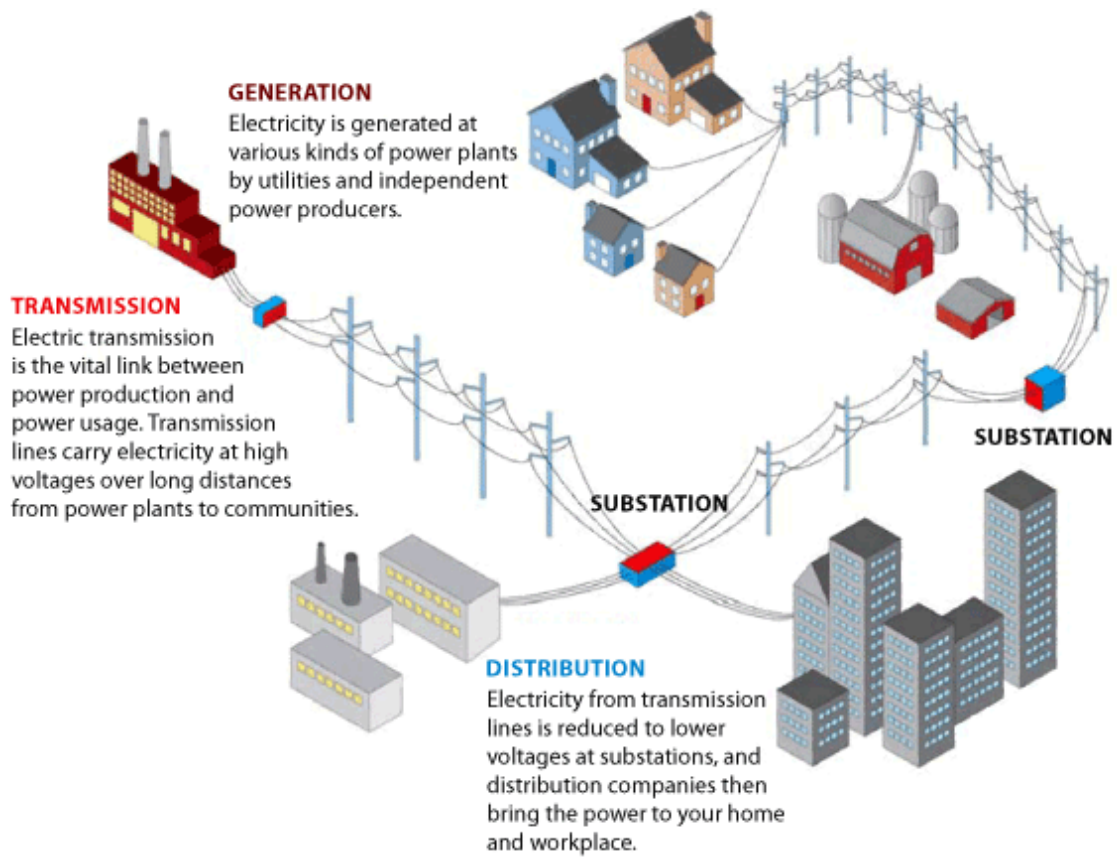 GENERATION
Electricity is generated at
various kinds of power plants
by utilities and independent
power producers.
TRANSMISSION
Electric transmission
is the vital link between
power production and
power usage. Transmission
lines carry electricity at high
voltages over long distances
from power plants to communities.
SUBSTATION
SUBSTATION
DISTRIBUTION
Electricity from transmission
lines is reduced to lower
voltages at substations, and
distribution companies then
bring the power to your home
and workplace.